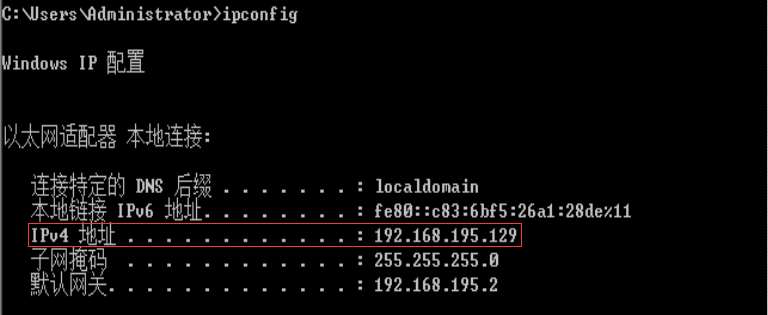 C:\Users\Administrator>ipconfig
Windows IP 配置
以太网适配器 本地连接:
连接特定的 DNS 后缀 . . . . . . . : localdomain
本地链接 IPv6 地址. . . . . . . . : fe80::c83:6bf5:26a1:28de%11
IPv4 地址 . . . . . . . . . . . . : 192.168.195.129
子网掩码 . . . . . . . . . . . . : 255.255.255.0
默认网关. . . . . . . . . . . . . : 192.168.195.2